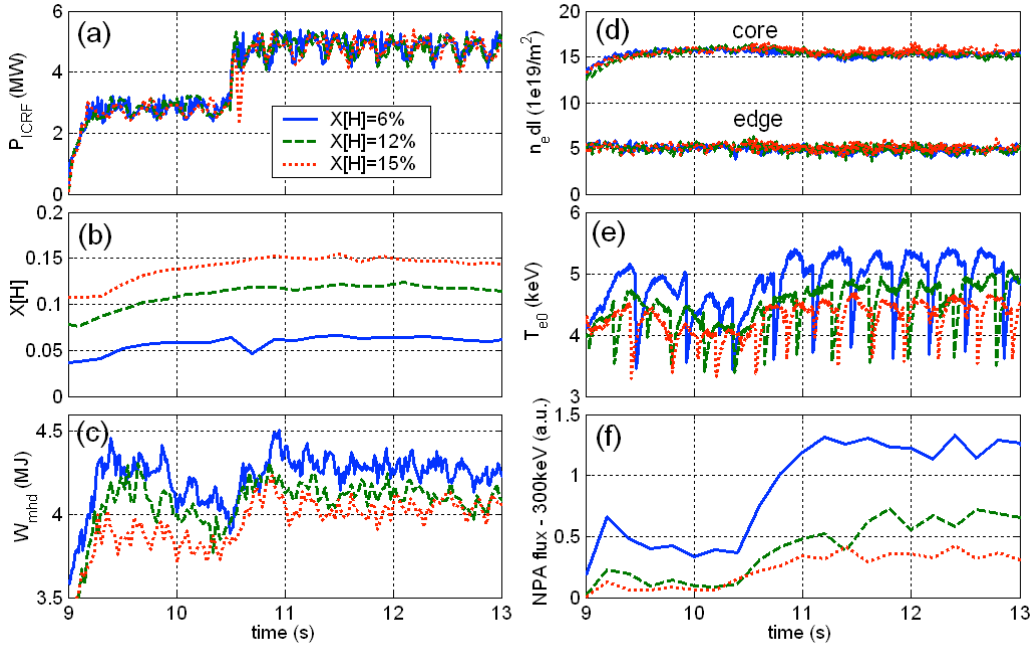 (a)
P_ICRF (MW)
6
4
2
0
X[H]=6%
X[H]=12%
X[H]=15%
(b)
X[H]
0.2
0.15
0.1
0.05
0
(c)
W_mhd (MJ)
4.5
4
3.5
9 10 11 12 13
time (s)
(d)
n_e dl (1e19/m²)
20
15
10
5
0
core
edge
(e)
T_e0 (keV)
6
5
4
3
(f)
NPA flux - 300keV (a.u.)
1.5
1
0.5
0
9 10 11 12 13
time (s)